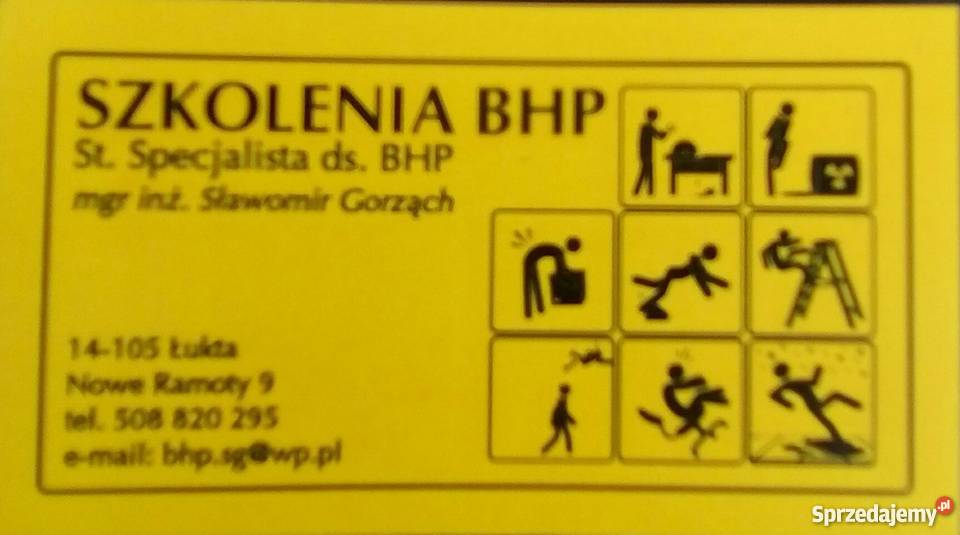 SZKOLENIA BHP
St. Specjalista ds. BHP
mgr inż. Sławomir Gorząch
14-105 Łukta
Nowe Ramoty 9
tel. 508 820 295
e-mail: bhp.sg@wp.pl
Sprzedajemy.pl